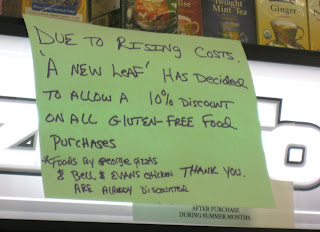 Twilight
Mint Tea
Ginger
DUE TO RISING COSTS.
'A NEW LEAF' HAS DECIDED
TO ALLOW A 10% DISCOUNT
ON ALL GLUTEN-FREE FOOD
PURCHASES
*FOODS BY GEORGE PIZZAS
& BELL & EVANS CHICKEN THANK YOU.
ARE ALREADY DISCOUNTED
AFTER PURCHASE
DURING SUMMER MONTHS